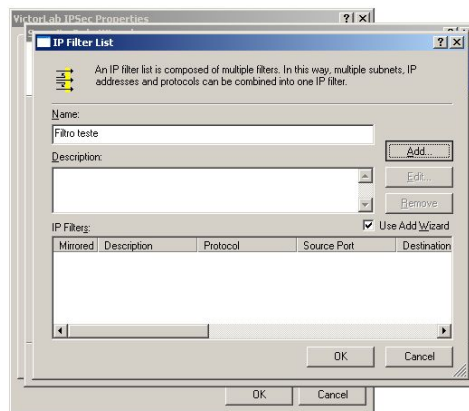 VictorLab IPSec Properties
IP Filter List
An IP filter list is composed of multiple filters. In this way, multiple subnets, IP
addresses and protocols can be combined into one IP filter.
Name:
Filtro teste
Add...
Description:
Edit...
Remove
IP Filters:
Use Add Wizard
Mirrored Description Protocol Source Port Destination
OK Cancel
OK Cancel